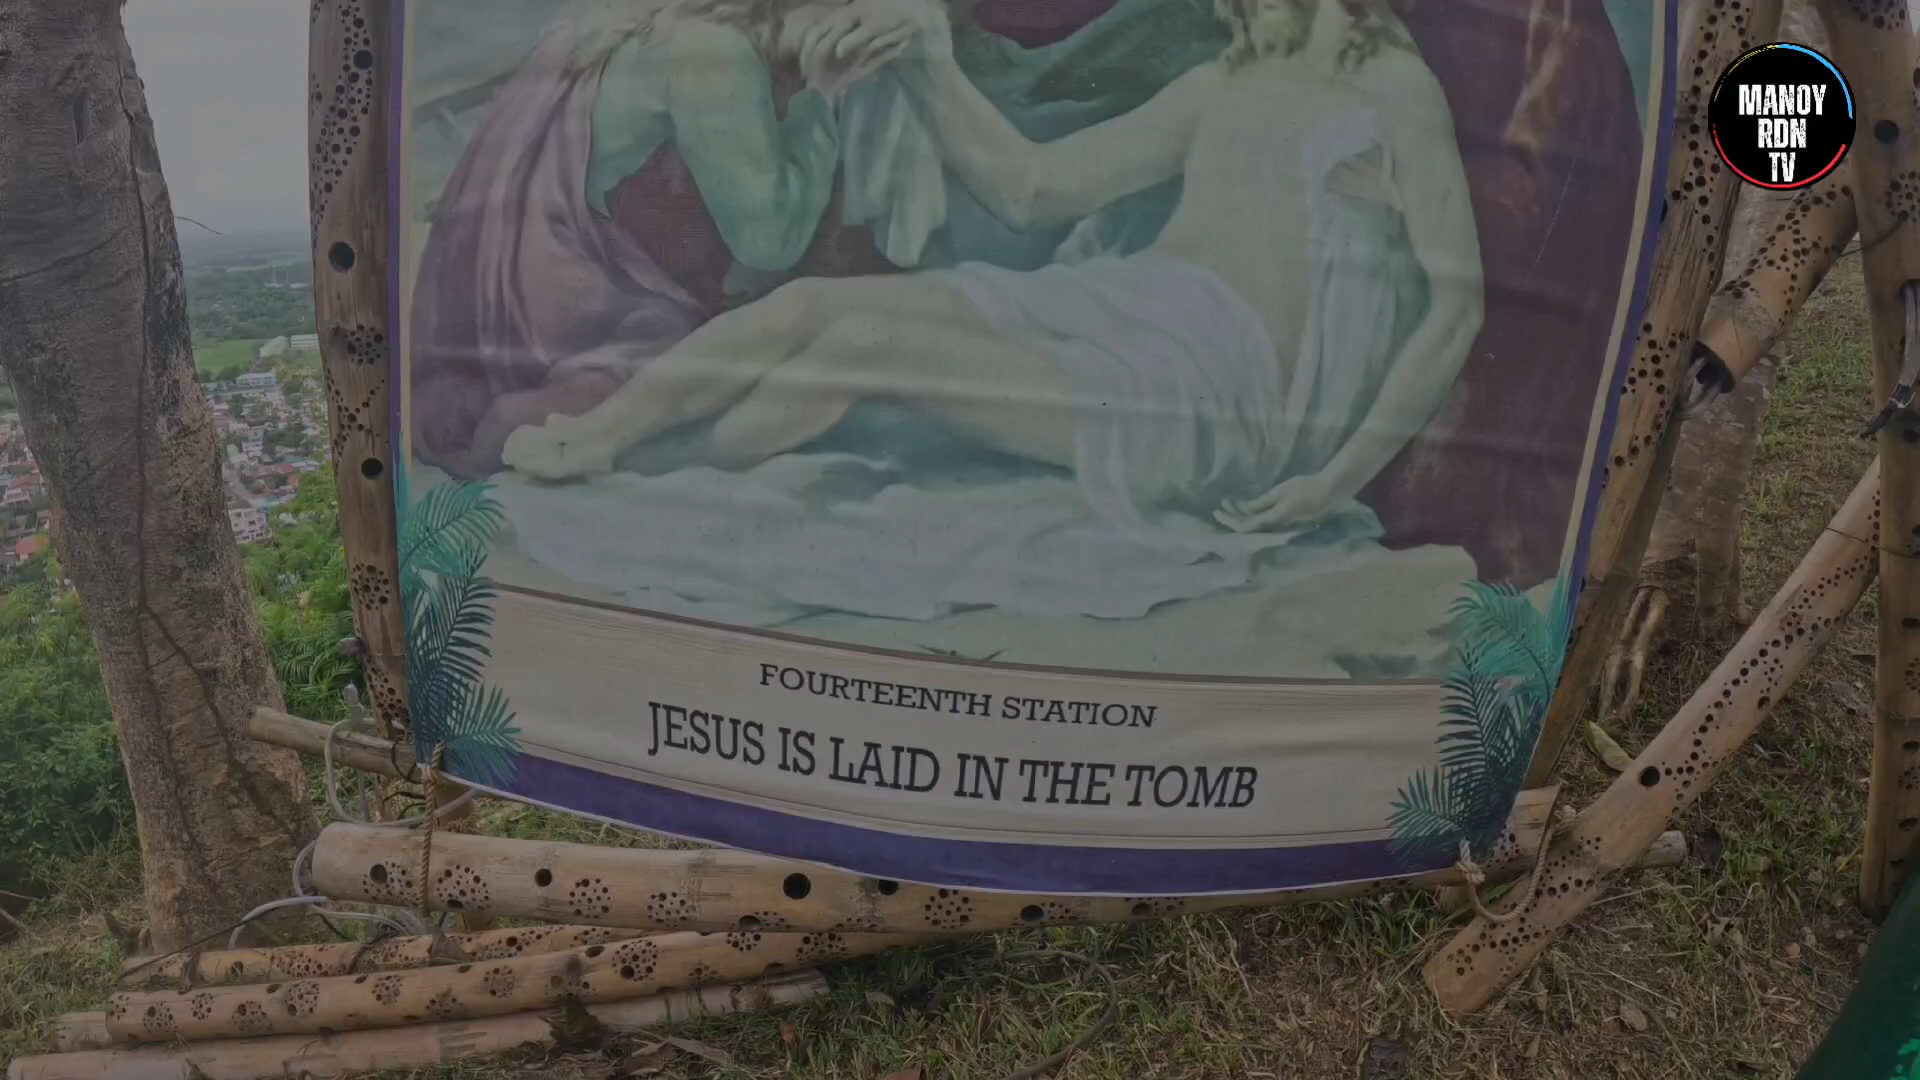 MANOY
RDN
TV
FOURTEENTH STATION
JESUS IS LAID IN THE TOMB